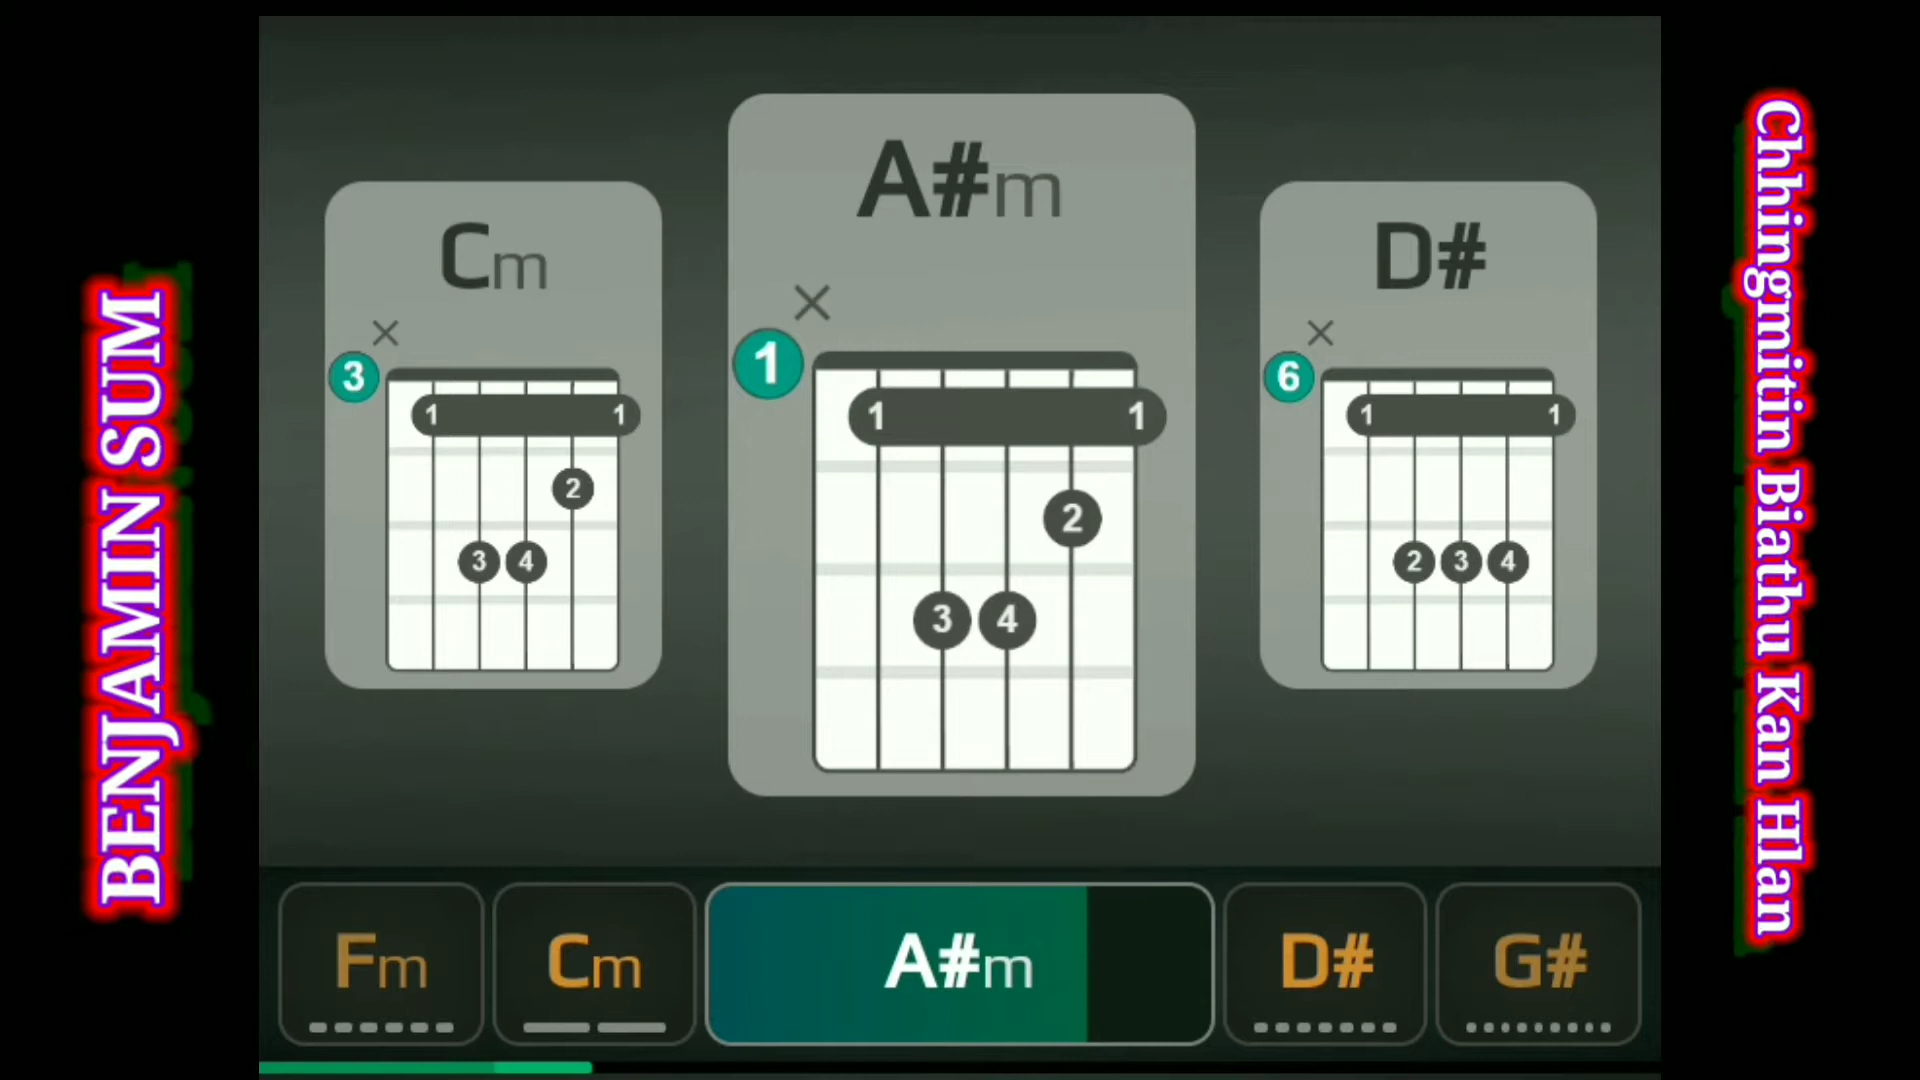 BENJAMIN SUM
Cm
×
3
1 1
2
3 4
A#m
×
1
1 1
2
3 4
D#
×
6
1 1
2 3 4
Fm Cm A#m D# G#
Chhingmitin Biathu Kan Hlan